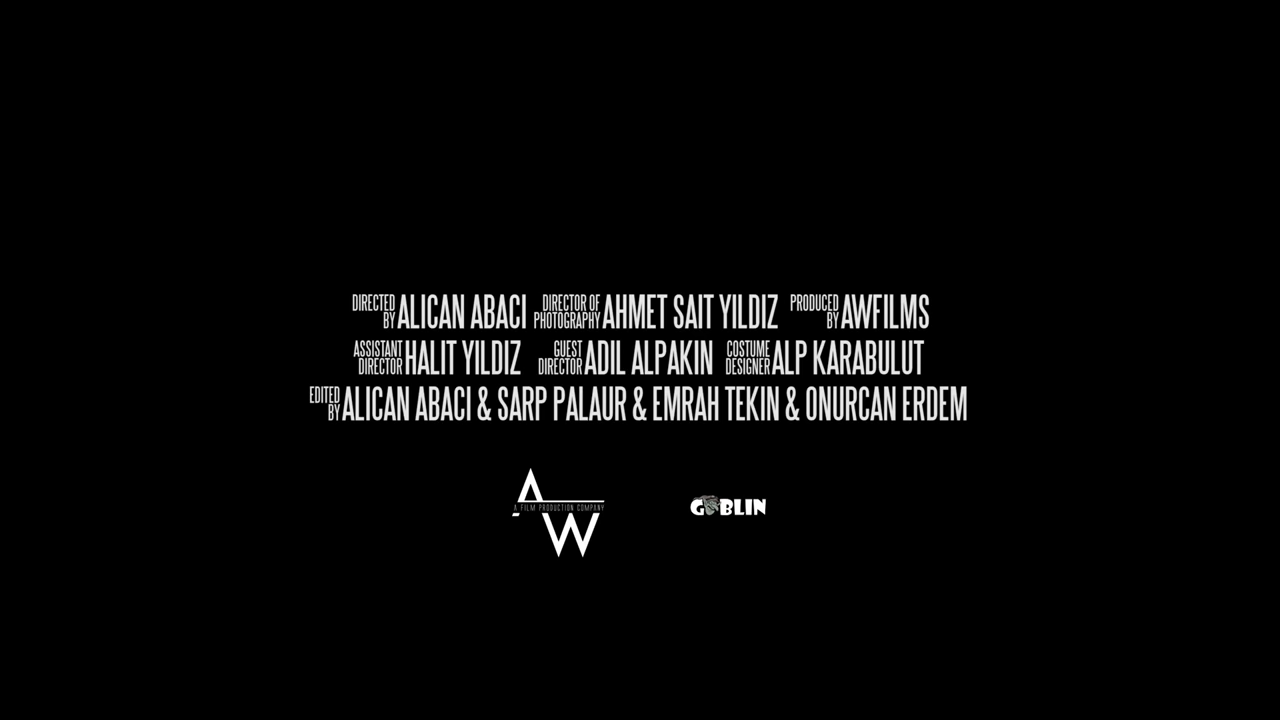 DIRECTED BY ALICAN ABACI DIRECTOR OF PHOTOGRAPHY AHMET SAIT YILDIZ PRODUCED BY AWFILMS
ASSISTANT DIRECTOR HALIT YILDIZ GUEST DIRECTOR ADIL ALPAKIN COSTUME DESIGNER ALP KARABULUT
EDITED BY ALICAN ABACI & SARP PALAUR & EMRAH TEKIN & ONURCAN ERDEM
A
A FILM PRODUCTION COMPANY
W
GOBLIN